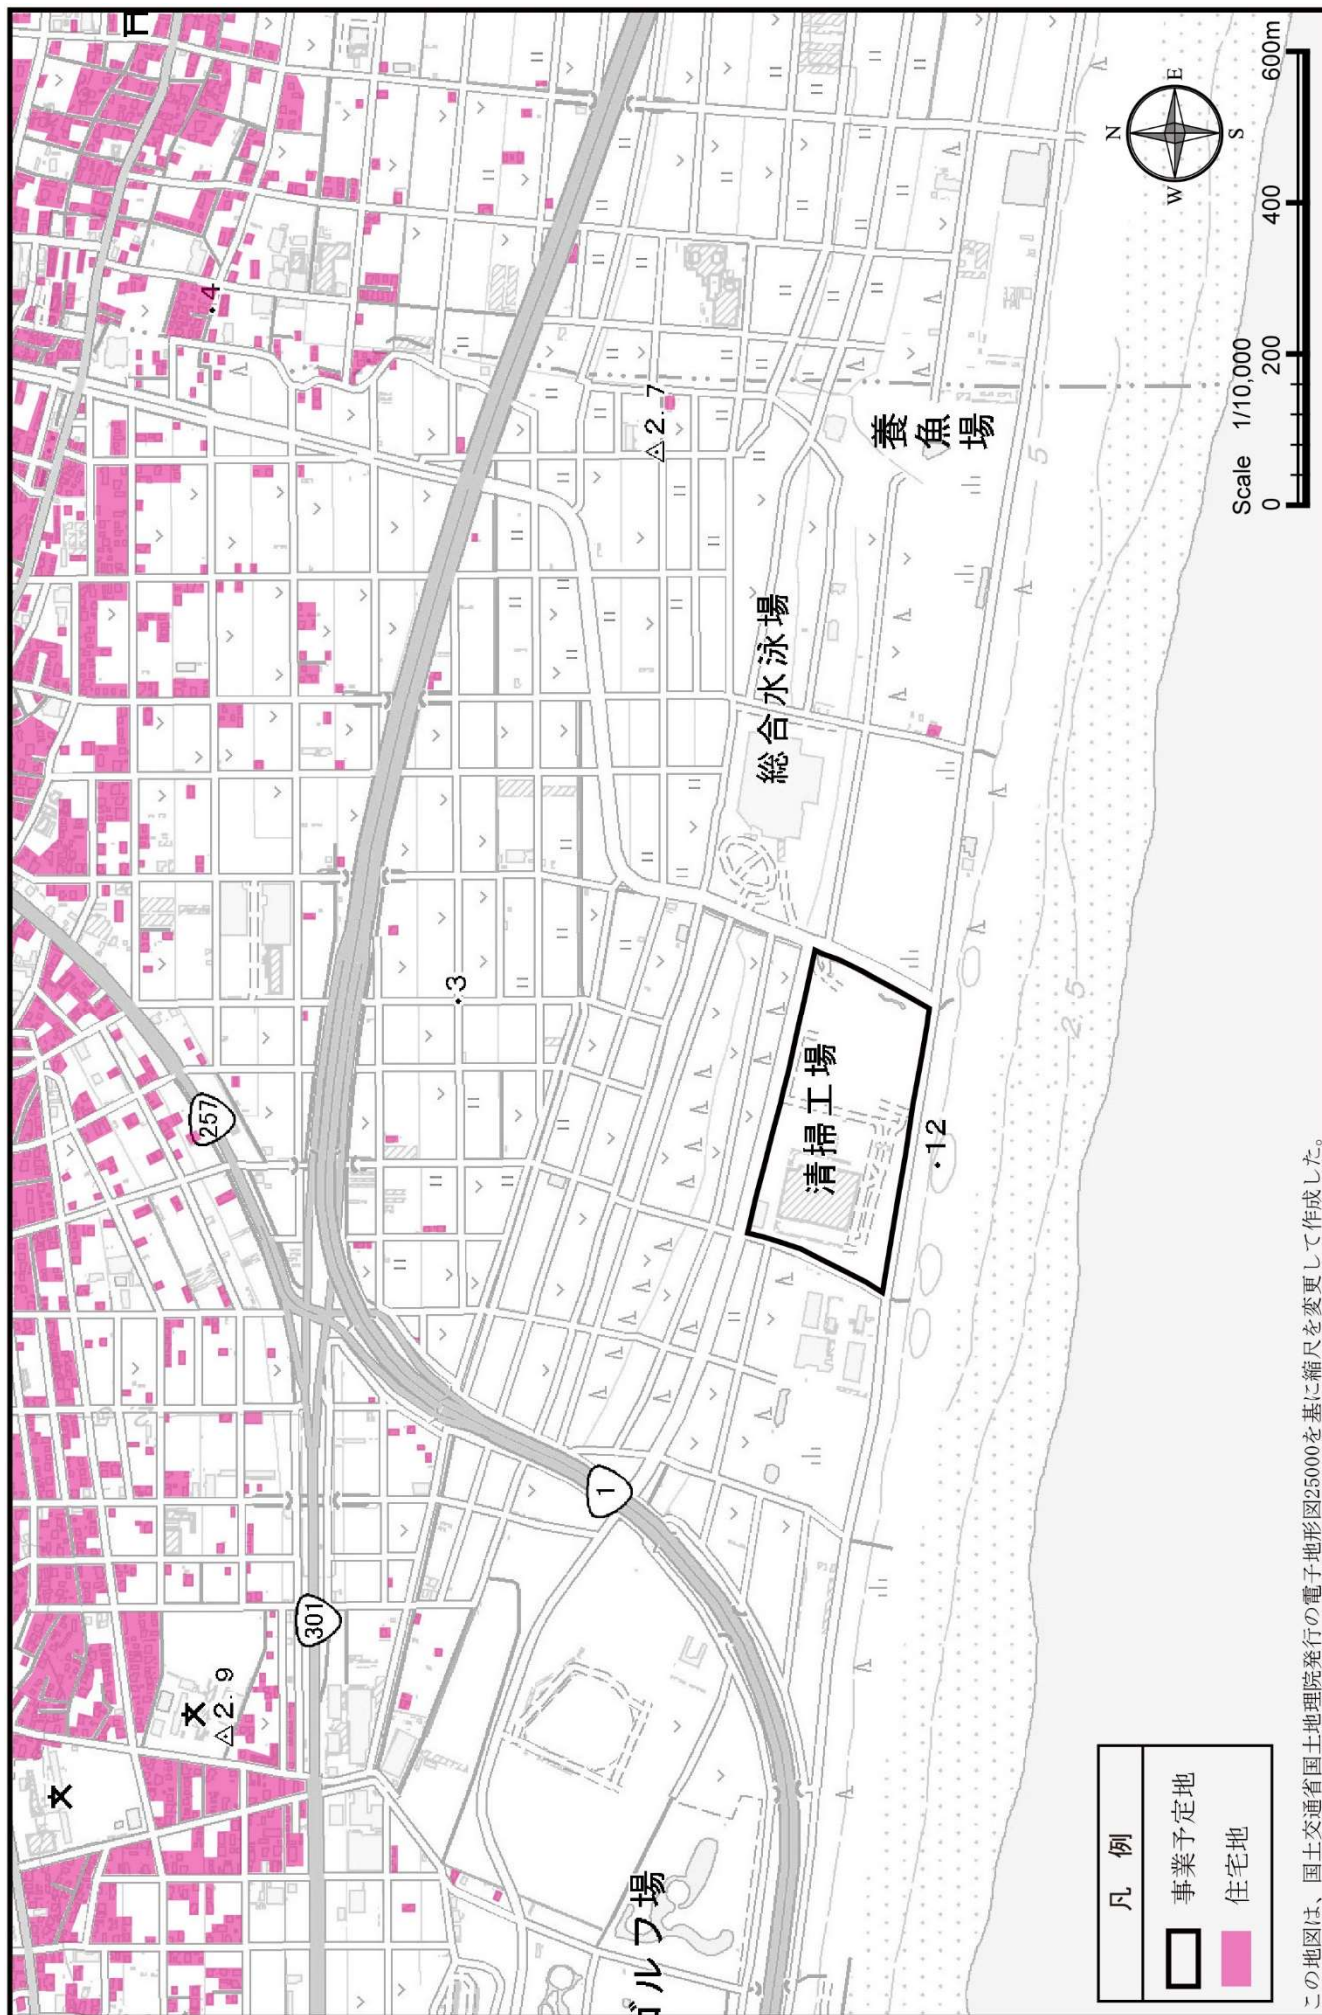 257
301
1
4
3
2.9
2.7
12
5
2.5
総合水泳場
養魚場
清掃工場
ゴルフ場
N
W
E
S
Scale 1/10,000
0 200 400 600m
凡 例
事業予定地
住宅地
この地図は、国土交通省国土地理院発行の電子地形図25000を基に縮尺を変更して作成した。